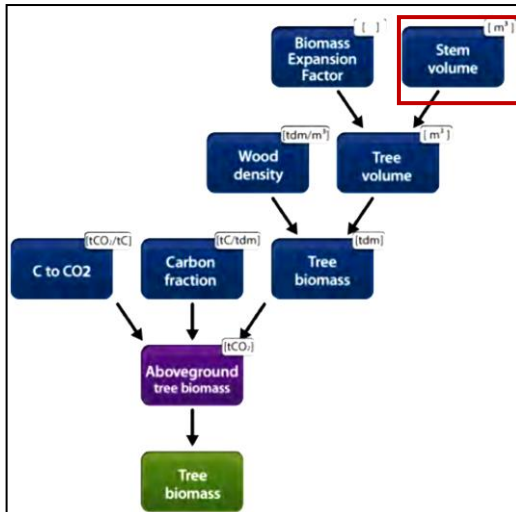 [ ]
Biomass
Expansion
Factor
[m³]
Stem
volume
[tdm/m³]
Wood
density
[m³]
Tree
volume
[tCO₂/tC]
C to CO2
[tC/tdm]
Carbon
fraction
[tdm]
Tree
biomass
[tCO₂]
Aboveground
tree biomass
Tree
biomass